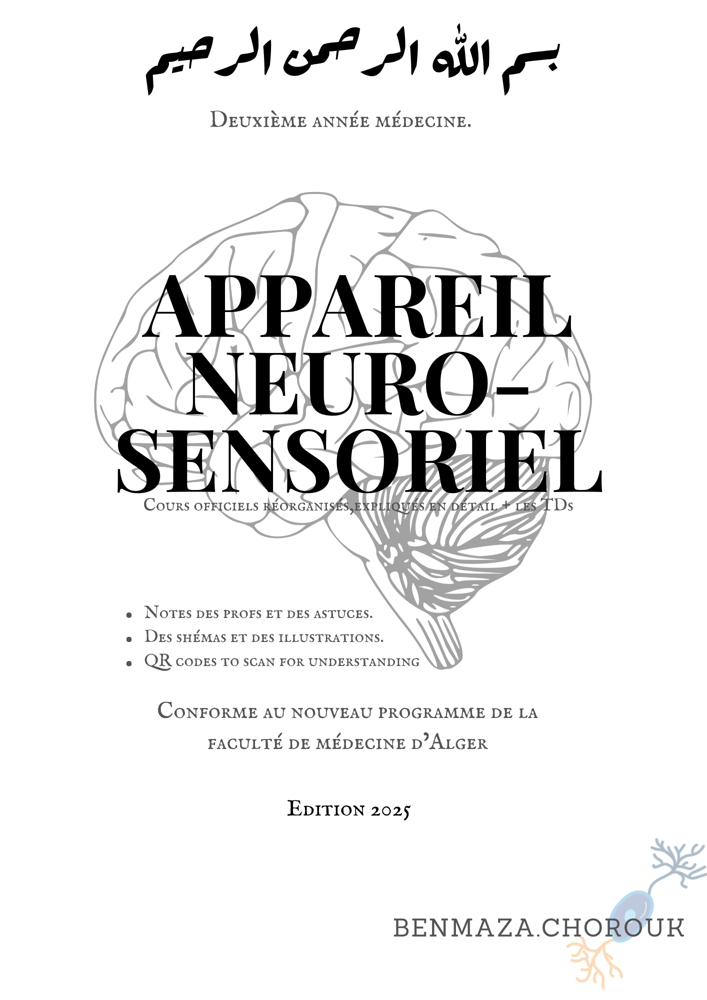 بسم الله الرحمن الرحيم
Deuxième année médecine.
APPAREIL
NEURO-
SENSORIEL
Cours officiels réorganisés,expliqués en détail + les TDs
• Notes des profs et des astuces.
• Des shémas et des illustrations.
• QR codes to scan for understanding
Conforme au nouveau programme de la
faculté de médecine d'Alger
Edition 2025
BENMAZA.CHOROUK